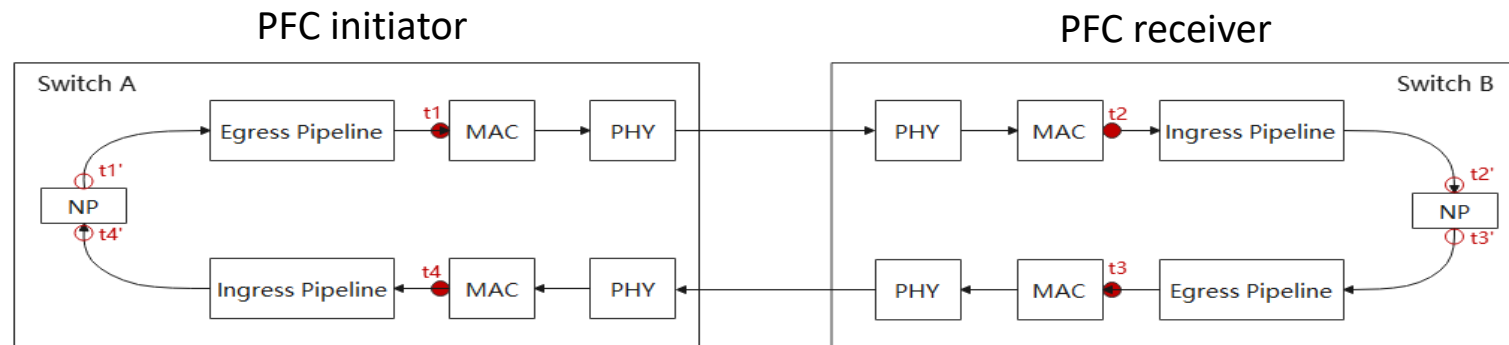 PFC initiator
PFC receiver
Switch A
Switch B
t1
t2
Egress Pipeline
MAC
PHY
PHY
MAC
Ingress Pipeline
t1'
t2'
NP
NP
t4'
t3'
t4
t3
Ingress Pipeline
MAC
PHY
PHY
MAC
Egress Pipeline